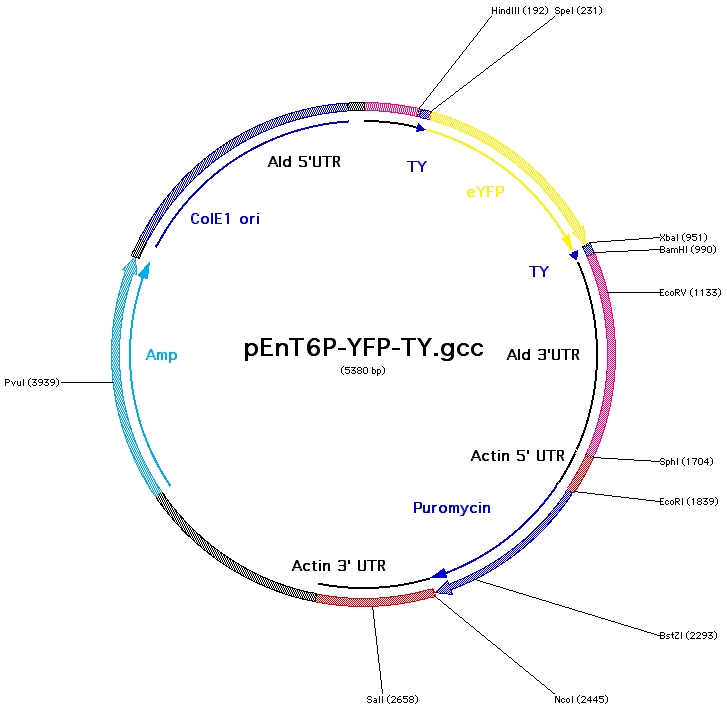 HindIII (192) SpeI (231)
Ald 5'UTR
TY
eYFP
ColE1 ori
XbaI (951)
BamHI (990)
TY
EcoRV (1133)
pEnT6P-YFP-TY.gcc
(5380 bp)
Amp
Ald 3'UTR
PvuI (3939)
Actin 5' UTR
SphI (1704)
EcoRI (1839)
Puromycin
Actin 3' UTR
BstZI (2293)
SalI (2658)
NcoI (2445)